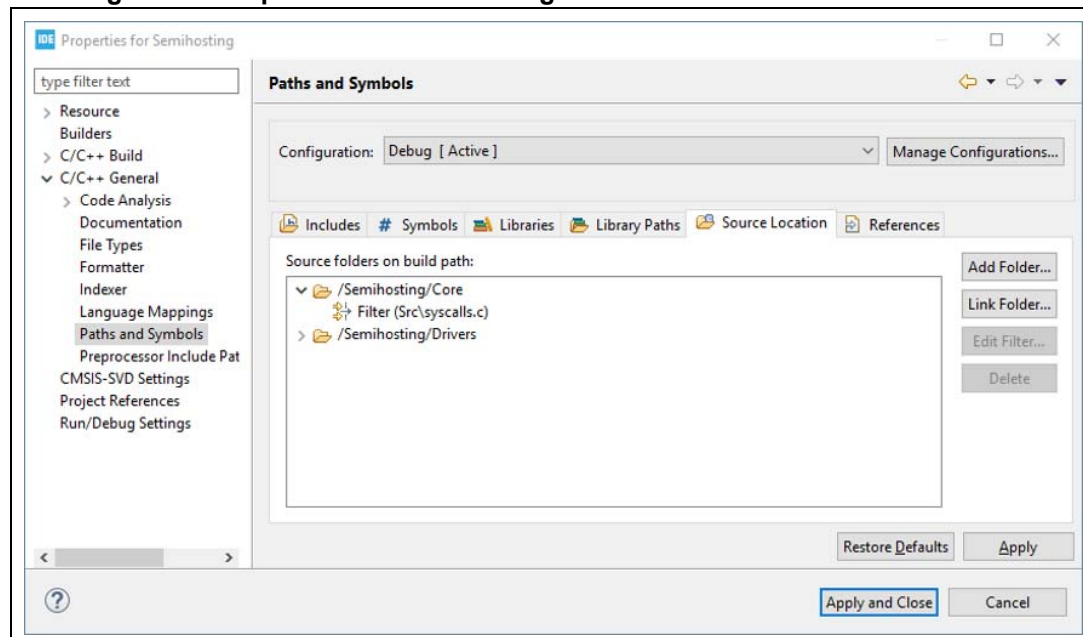 IDE Properties for Semihosting
type filter text
Resource
Builders
C/C++ Build
C/C++ General
Code Analysis
Documentation
File Types
Formatter
Indexer
Language Mappings
Paths and Symbols
Preprocessor Include Pat
CMSIS-SVD Settings
Project References
Run/Debug Settings
Paths and Symbols
Configuration: Debug [ Active ]
Manage Configurations...
Includes # Symbols Libraries Library Paths Source Location References
Source folders on build path:
/Semihosting/Core
Filter (Src\syscalls.c)
/Semihosting/Drivers
Add Folder...
Link Folder...
Edit Filter...
Delete
Restore Defaults Apply
Apply and Close Cancel